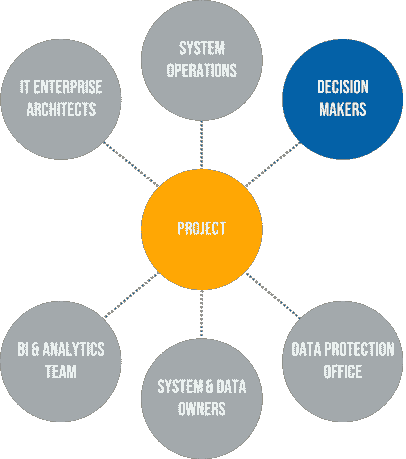 SYSTEM
OPERATIONS
IT ENTERPRISE
ARCHITECTS
DECISION
MAKERS
PROJECT
BI & ANALYTICS
TEAM
SYSTEM & DATA
OWNERS
DATA PROTECTION
OFFICE